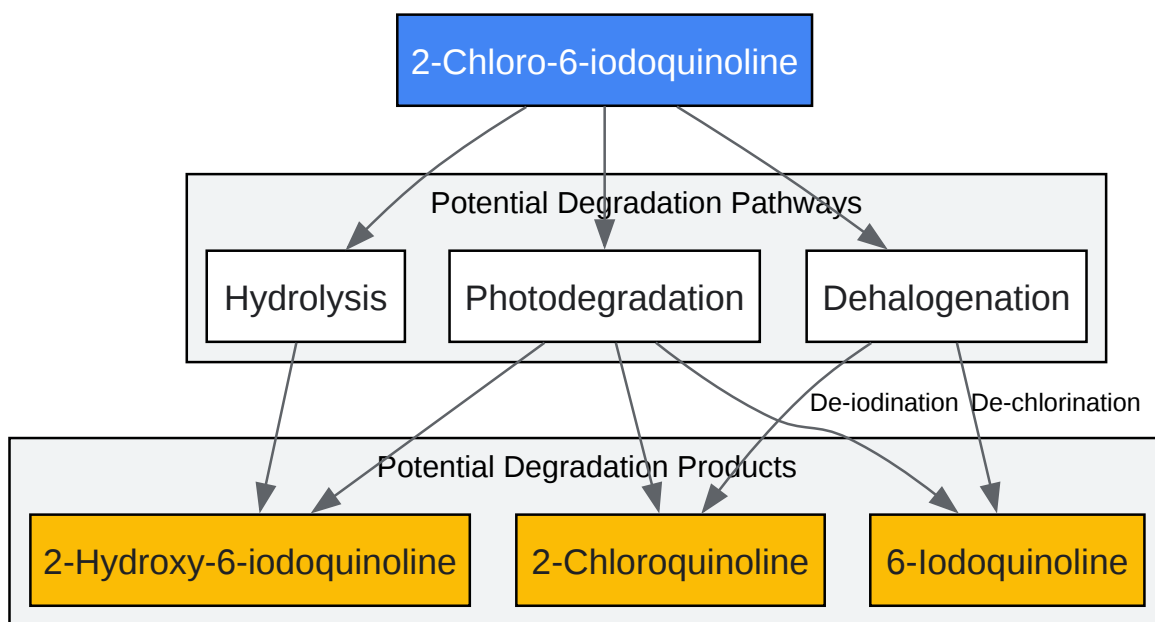 2-Chloro-6-iodoquinoline
Potential Degradation Pathways
Hydrolysis
Photodegradation
Dehalogenation
De-iodination
De-chlorination
Potential Degradation Products
2-Hydroxy-6-iodoquinoline
2-Chloroquinoline
6-Iodoquinoline